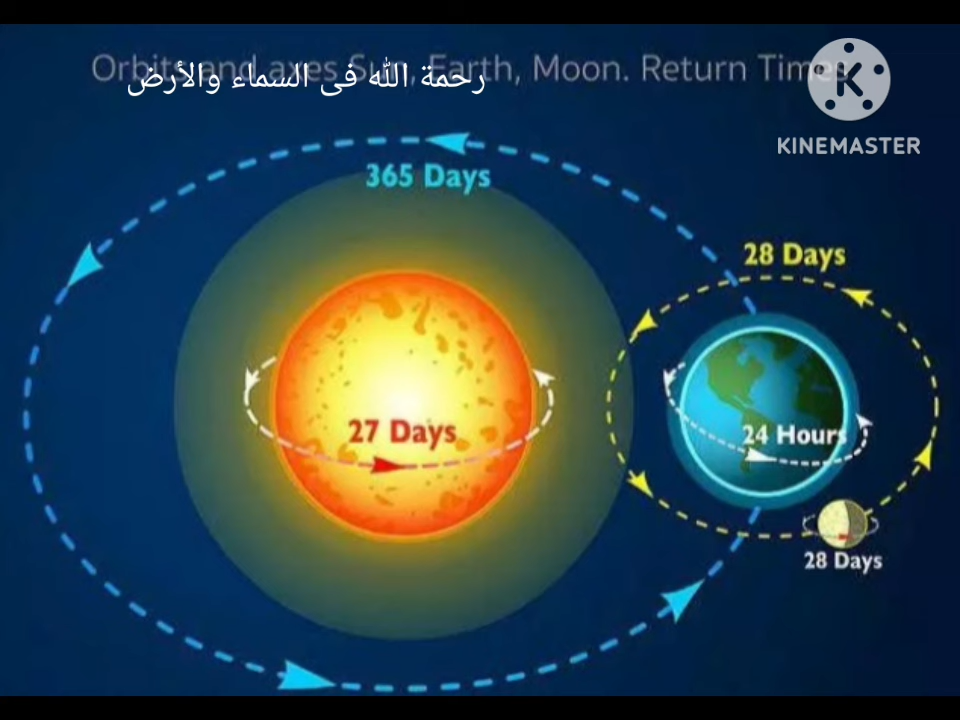 Orbits and axes Sun, Earth, Moon. Return Times
رحمة الله فى السماء والأرض
K
KINEMASTER
365 Days
28 Days
27 Days
24 Hours
28 Days